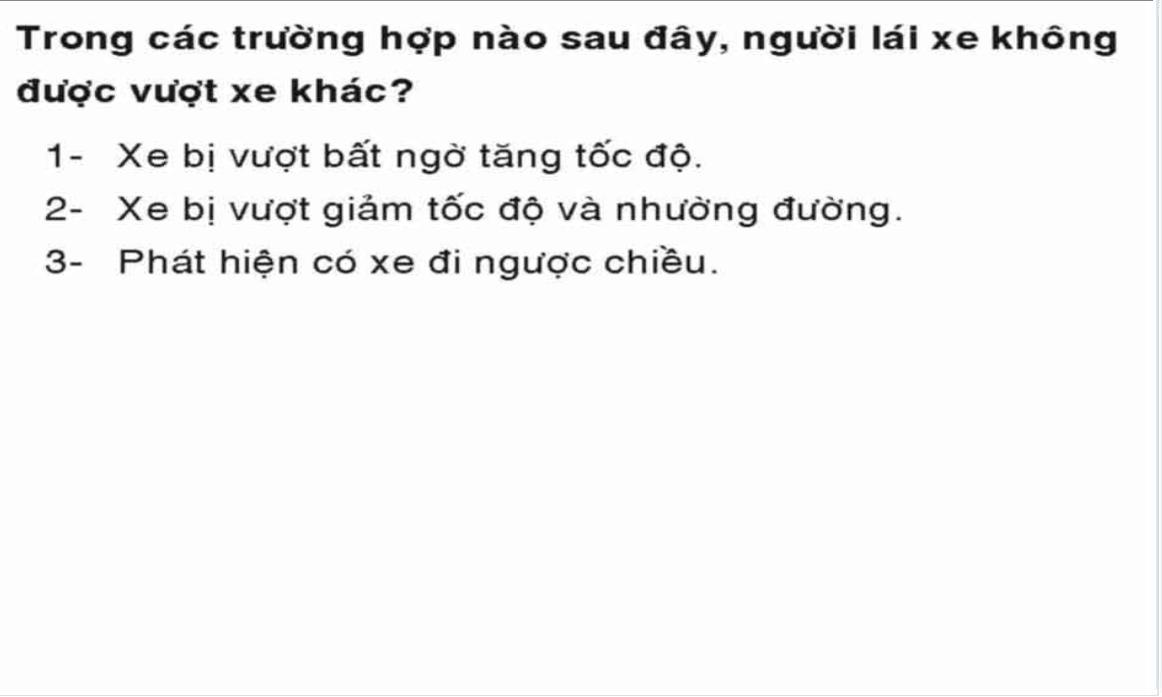 Trong các trường hợp nào sau đây, người lái xe không
được vượt xe khác?
1- Xe bị vượt bất ngờ tăng tốc độ.
2- Xe bị vượt giảm tốc độ và nhường đường.
3- Phát hiện có xe đi ngược chiều.